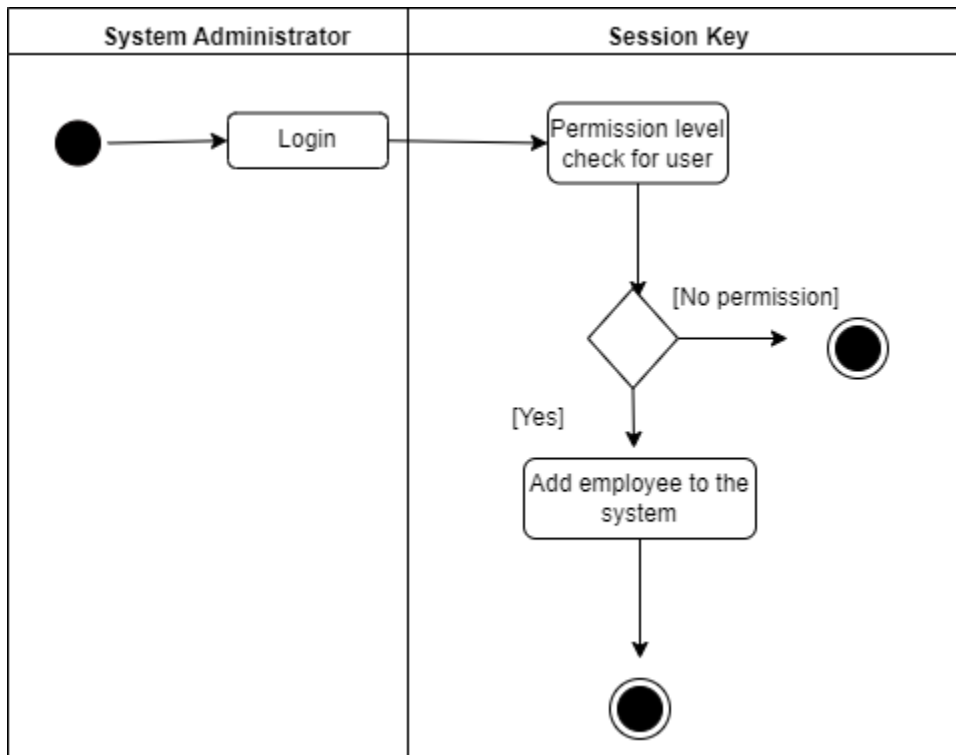 System Administrator
Session Key
Login
Permission level
check for user
[No permission]
[Yes]
Add employee to the
system